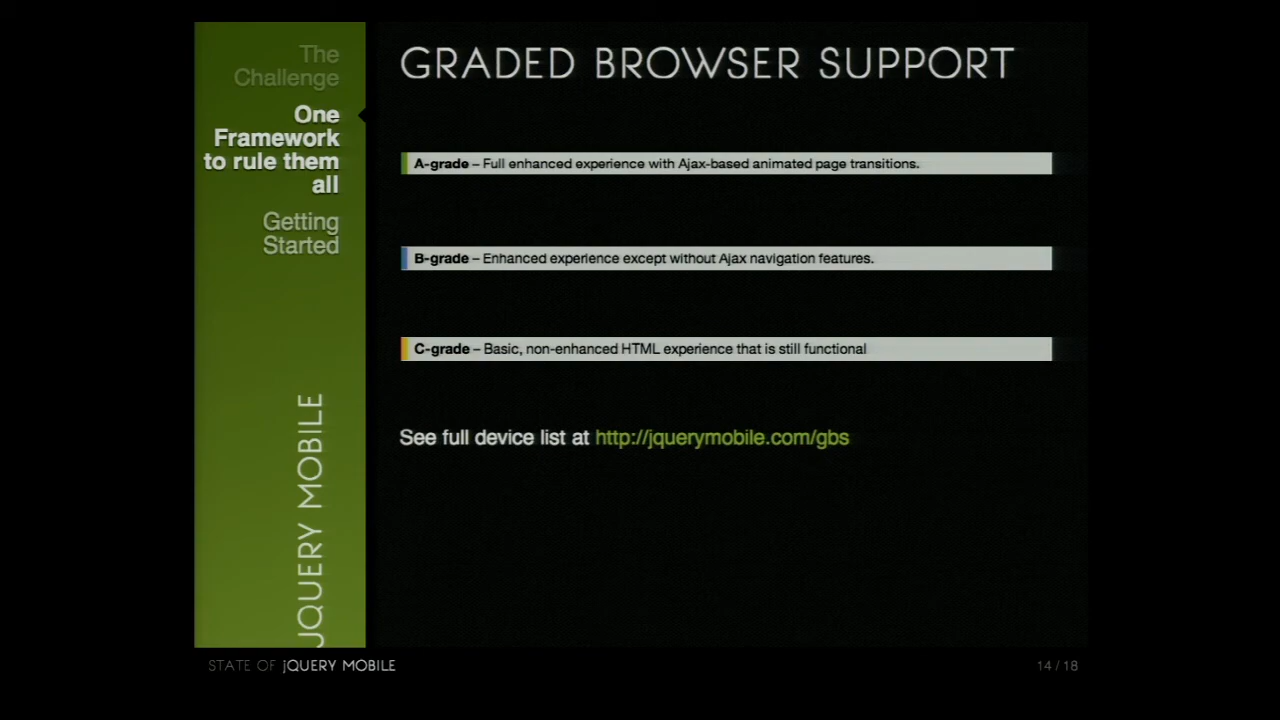 The
Challenge
One
Framework
to rule them
all
Getting
Started
jQUERY MOBILE
GRADED BROWSER SUPPORT
A-grade – Full enhanced experience with Ajax-based animated page transitions.
B-grade – Enhanced experience except without Ajax navigation features.
C-grade – Basic, non-enhanced HTML experience that is still functional
See full device list at http://jquerymobile.com/gbs
STATE OF jQUERY MOBILE
14 / 18